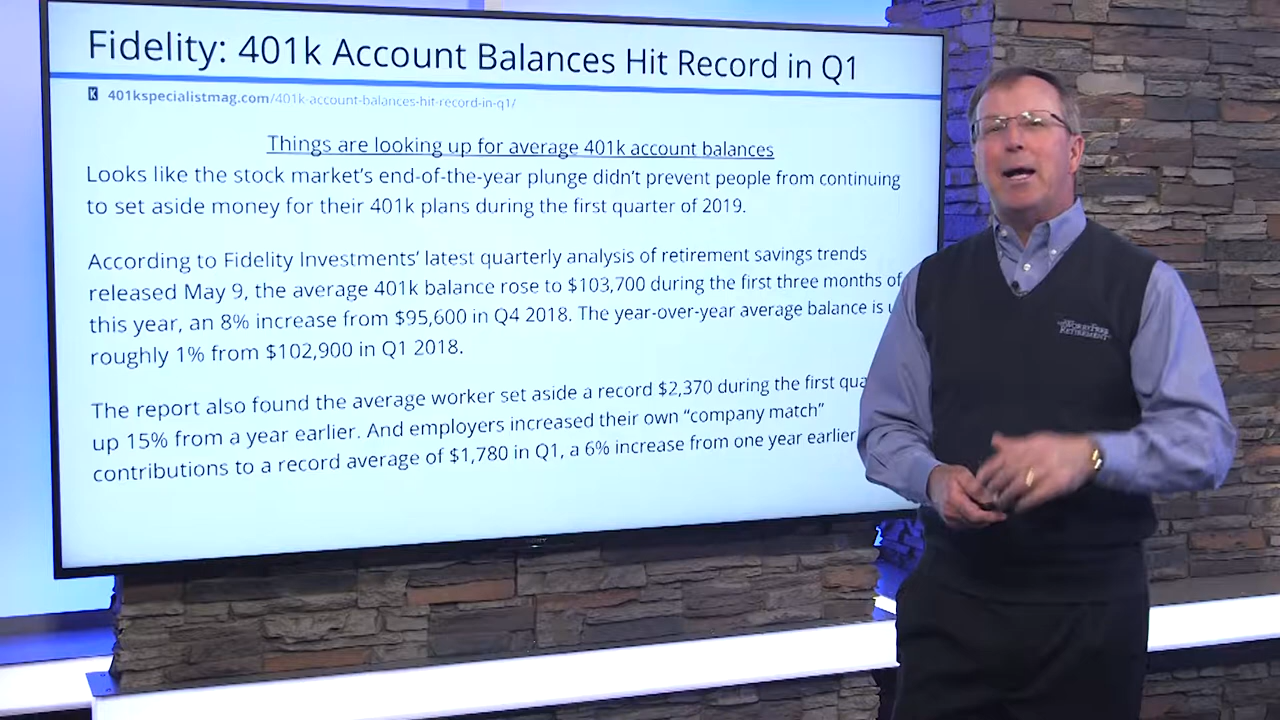 Fidelity: 401k Account Balances Hit Record in Q1
K 401kspecialistmag.com/401k-account-balances-hit-record-in-q1/
Things are looking up for average 401k account balances
Looks like the stock market's end-of-the-year plunge didn't prevent people from continuing
to set aside money for their 401k plans during the first quarter of 2019.
According to Fidelity Investments' latest quarterly analysis of retirement savings trends
released May 9, the average 401k balance rose to $103,700 during the first three months of
this year, an 8% increase from $95,600 in Q4 2018. The year-over-year average balance is
roughly 1% from $102,900 in Q1 2018.
The report also found the average worker set aside a record $2,370 during the first
up 15% from a year earlier. And employers increased their own "company match"
contributions to a record average of $1,780 in Q1, a 6% increase from one year earlier
WorryFree
Retirement